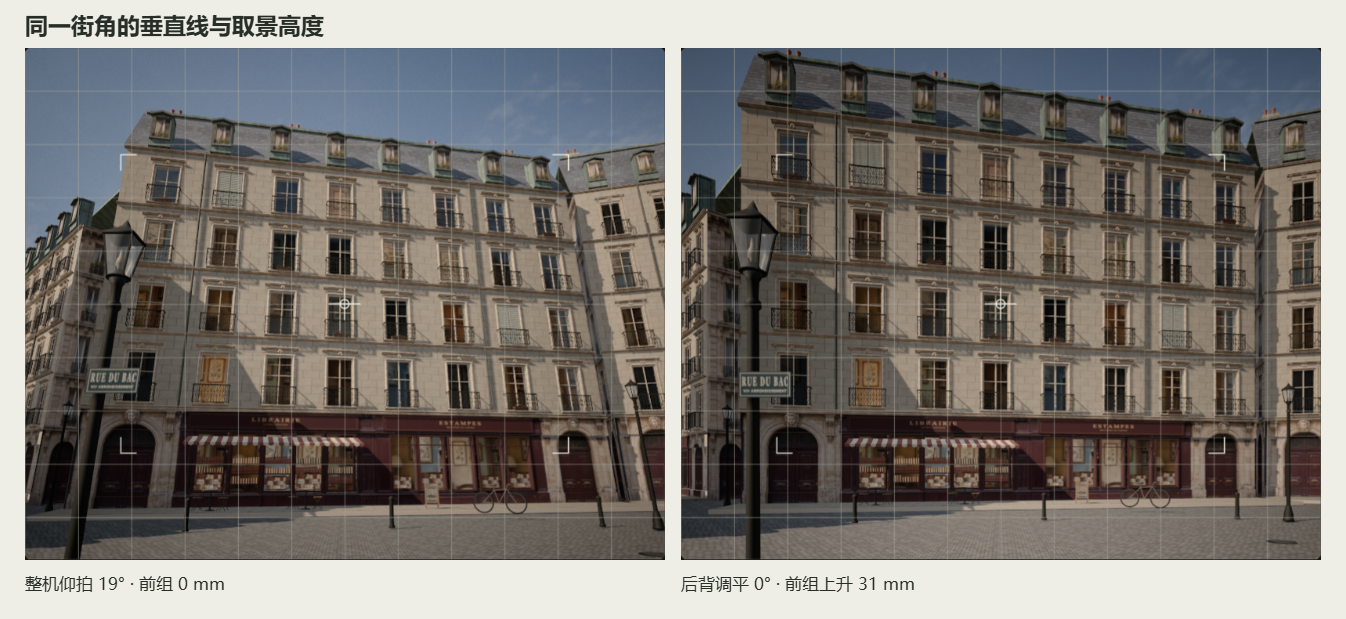 同一街角的垂直线与取景高度
LIBRAIRIE
ESTAMPES
RUE DU BAC
整机仰拍 19° · 前组 0 mm
LIBRAIRIE
ESTAMPES
RUE DU BAC
后背调平 0° · 前组上升 31 mm